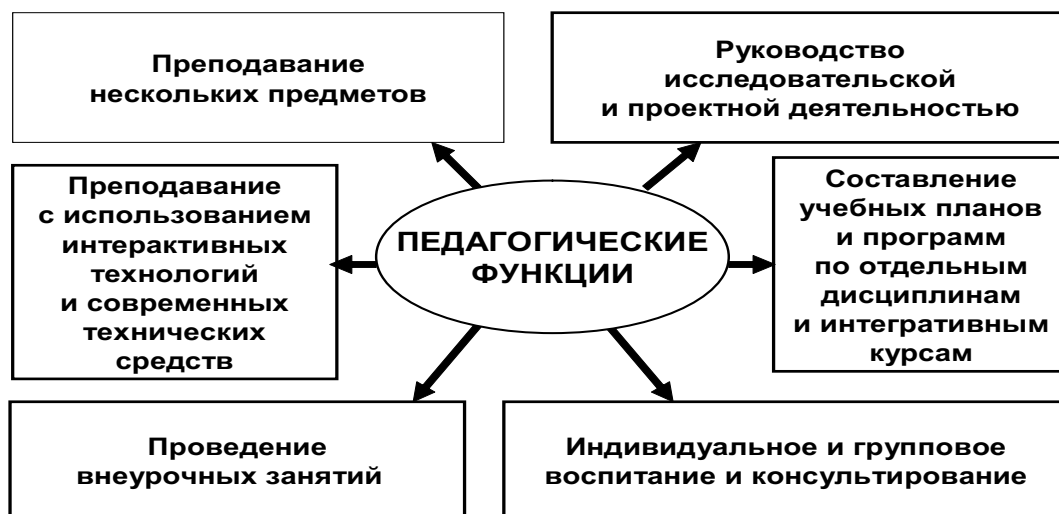 Преподавание
нескольких предметов
Руководство
исследовательской
и проектной деятельностью
Преподавание
с использованием
интерактивных
технологий
и современных
технических
средств
ПЕДАГОГИЧЕСКИЕ
ФУНКЦИИ
Составление
учебных планов
и программ
по отдельным
дисциплинам
и интегративным
курсам
Проведение
внеурочных занятий
Индивидуальное и групповое
воспитание и консультирование